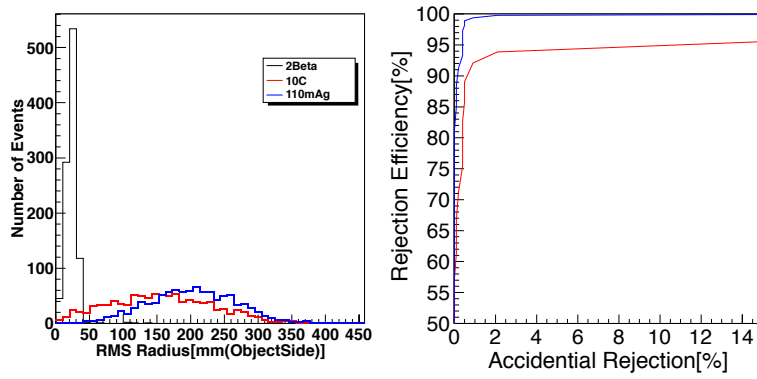 Number of Events
500
400
300
200
100
0
2Beta
10C
110mAg
0 50 100 150 200 250 300 350 400 450
RMS Radius[mm(ObjectSide)]
Rejection Efficiency[%]
100
95
90
85
80
75
70
65
60
55
50
0 2 4 6 8 10 12 14
Accidential Rejection[%]